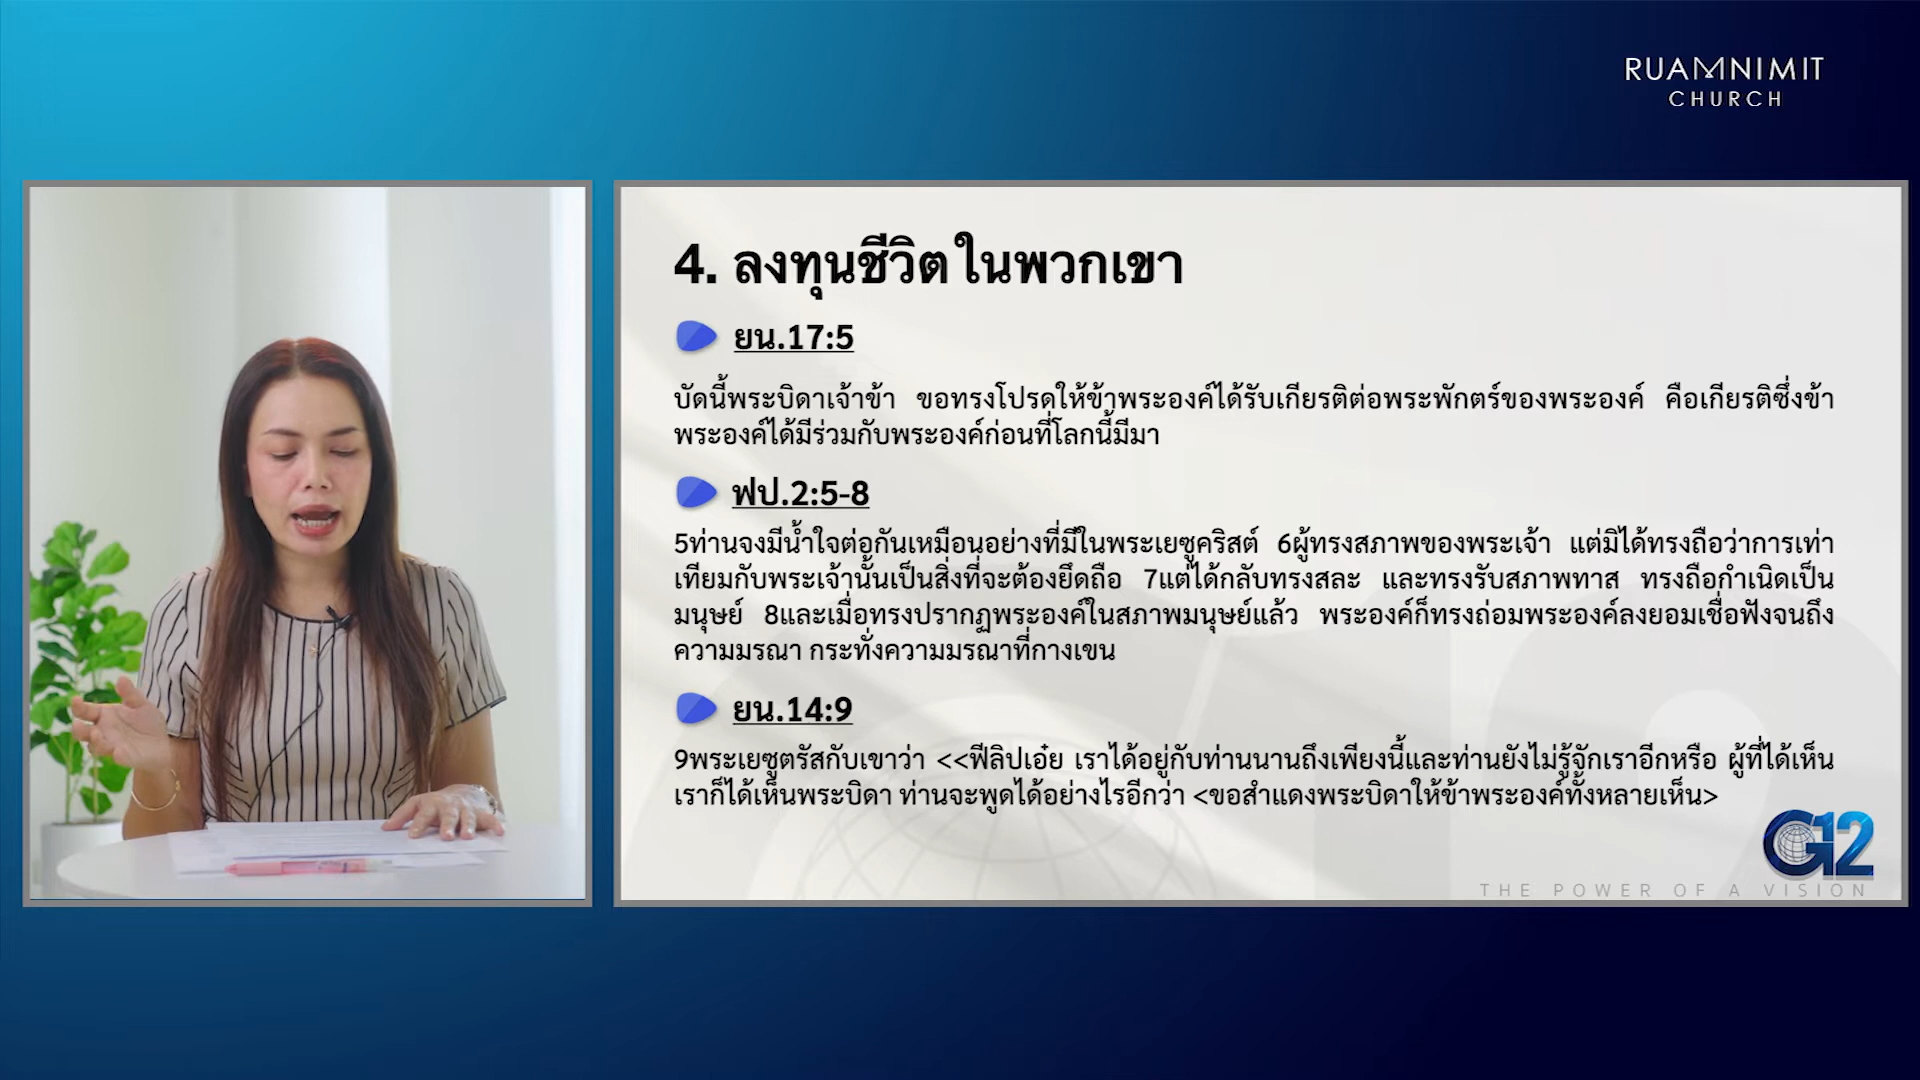 RUAMNIMIT
CHURCH
4. ลงทุนชีวิตในพวกเขา
ยน.17:5
บัดนี้พระบิดาเจ้าข้า ขอทรงโปรดให้ข้าพระองค์ได้รับเกียรติต่อพระพักตร์ของพระองค์ คือเกียรติซึ่งข้า
พระองค์ได้มีร่วมกับพระองค์ก่อนที่โลกนี้มีมา
ฟป.2:5-8
5ท่านจงมีน้ำใจต่อกันเหมือนอย่างที่มีในพระเยซูคริสต์ 6ผู้ทรงสภาพของพระเจ้า แต่มิได้ทรงถือว่าการเท่า
เทียมกับพระเจ้านั้นเป็นสิ่งที่จะต้องยึดถือ 7แต่ได้กลับทรงสละ และทรงรับสภาพทาส ทรงถือกำเนิดเป็น
มนุษย์ 8และเมื่อทรงปรากฏพระองค์ในสภาพมนุษย์แล้ว พระองค์ก็ทรงถ่อมพระองค์ลงยอมเชื่อฟังจนถึง
ความมรณา กระทั่งความมรณาที่กางเขน
ยน.14:9
9พระเยซูตรัสกับเขาว่า <<ฟีลิปเอ๋ย เราได้อยู่กับท่านนานถึงเพียงนี้และท่านยังไม่รู้จักเราอีกหรือ ผู้ที่ได้เห็น
เราก็ได้เห็นพระบิดา ท่านจะพูดได้อย่างไรอีกว่า <ขอสำแดงพระบิดาให้ข้าพระองค์ทั้งหลายเห็น>
G12
THE POWER OF A VISION